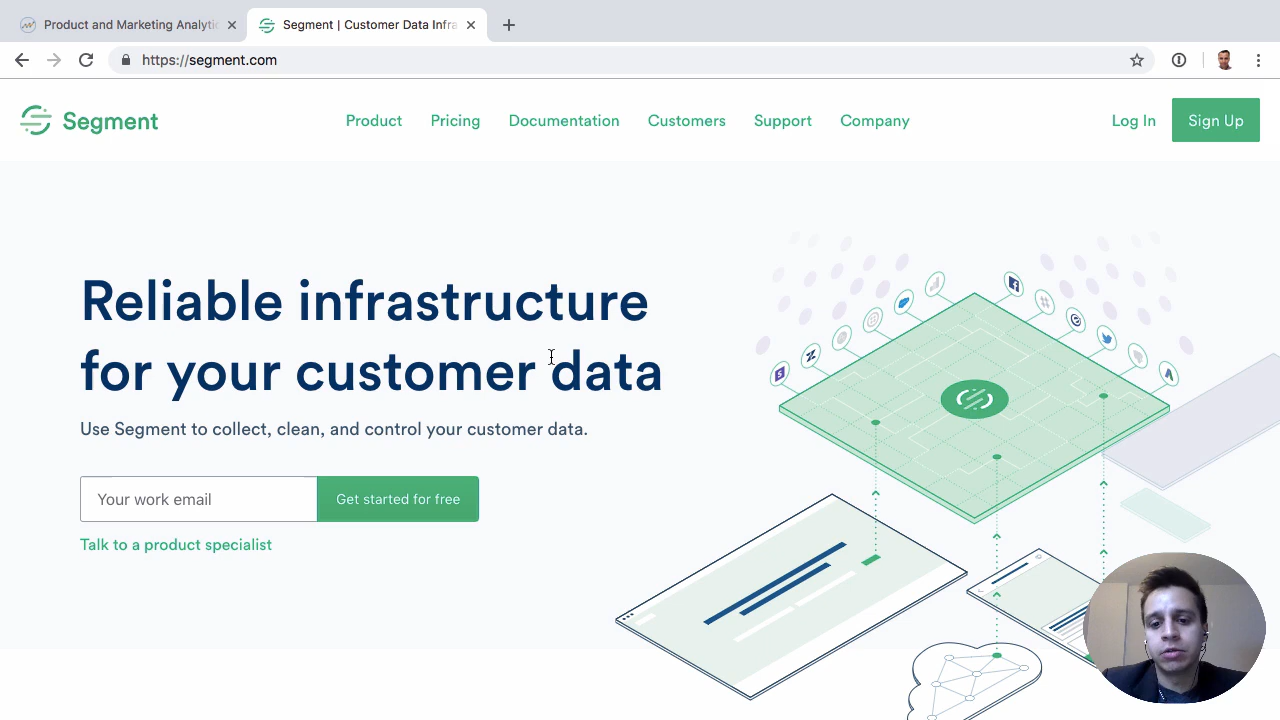 Product and Marketing Analytic
Segment | Customer Data Infra
https://segment.com
Segment
Product
Pricing
Documentation
Customers
Support
Company
Log In
Sign Up
Reliable infrastructure
for your customer data
Use Segment to collect, clean, and control your customer data.
Your work email
Get started for free
Talk to a product specialist